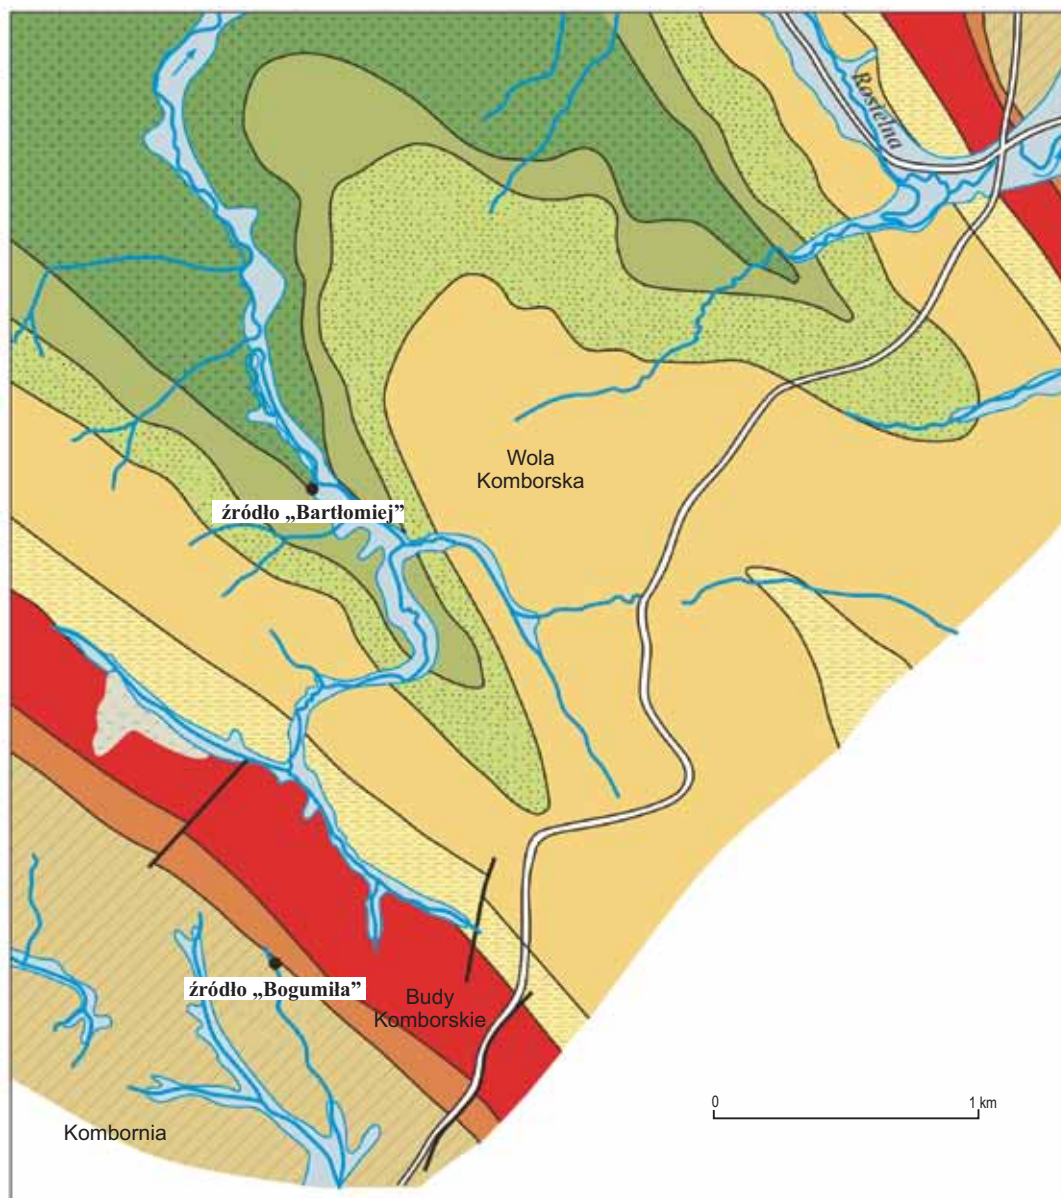 Rosielna
Wola
Komborska
źródło „Bartłomiej”
źródło „Bogumiła”
Budy
Komborskie
Kombornia
0
1 km